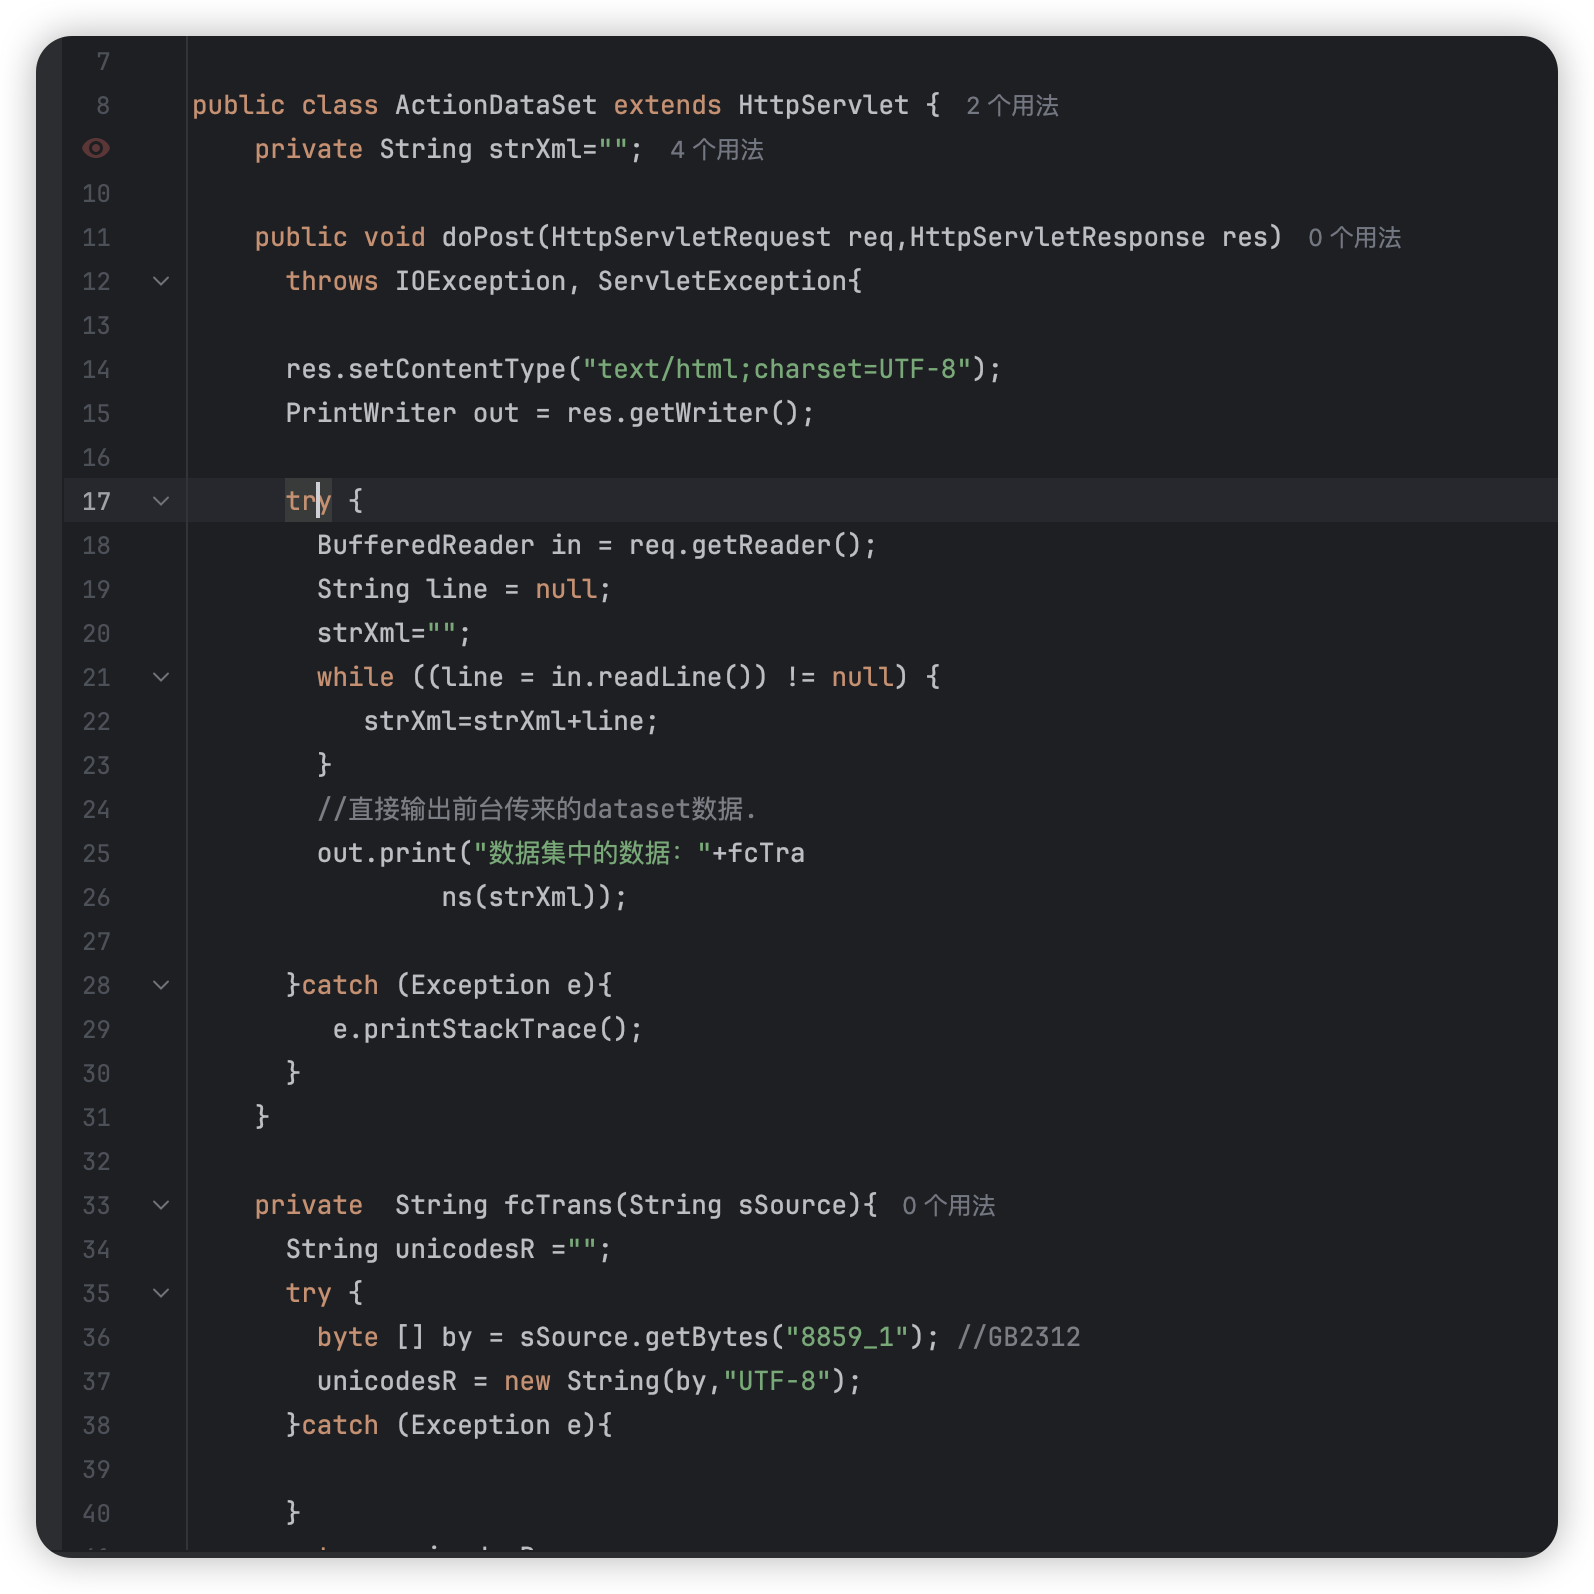 7
8 public class ActionDataSet extends HttpServlet { 2 个用法
private String strXml=""; 4 个用法
10
11 public void doPost(HttpServletRequest req,HttpServletResponse res) 0 个用法
12 throws IOException, ServletException{
13
14 res.setContentType("text/html;charset=UTF-8");
15 PrintWriter out = res.getWriter();
16
17 try {
18 BufferedReader in = req.getReader();
19 String line = null;
20 strXml="";
21 while ((line = in.readLine()) != null) {
22 strXml=strXml+line;
23 }
24 //直接输出前台传来的dataset数据.
25 out.print("数据集中的数据："+fcTra
26 ns(strXml));
27
28 }catch (Exception e){
29 e.printStackTrace();
30 }
31 }
32
33 private  String fcTrans(String sSource){ 0 个用法
34 String unicodesR ="";
35 try {
36 byte [] by = sSource.getBytes("8859_1"); //GB2312
37 unicodesR = new String(by,"UTF-8");
38 }catch (Exception e){
39
40 }